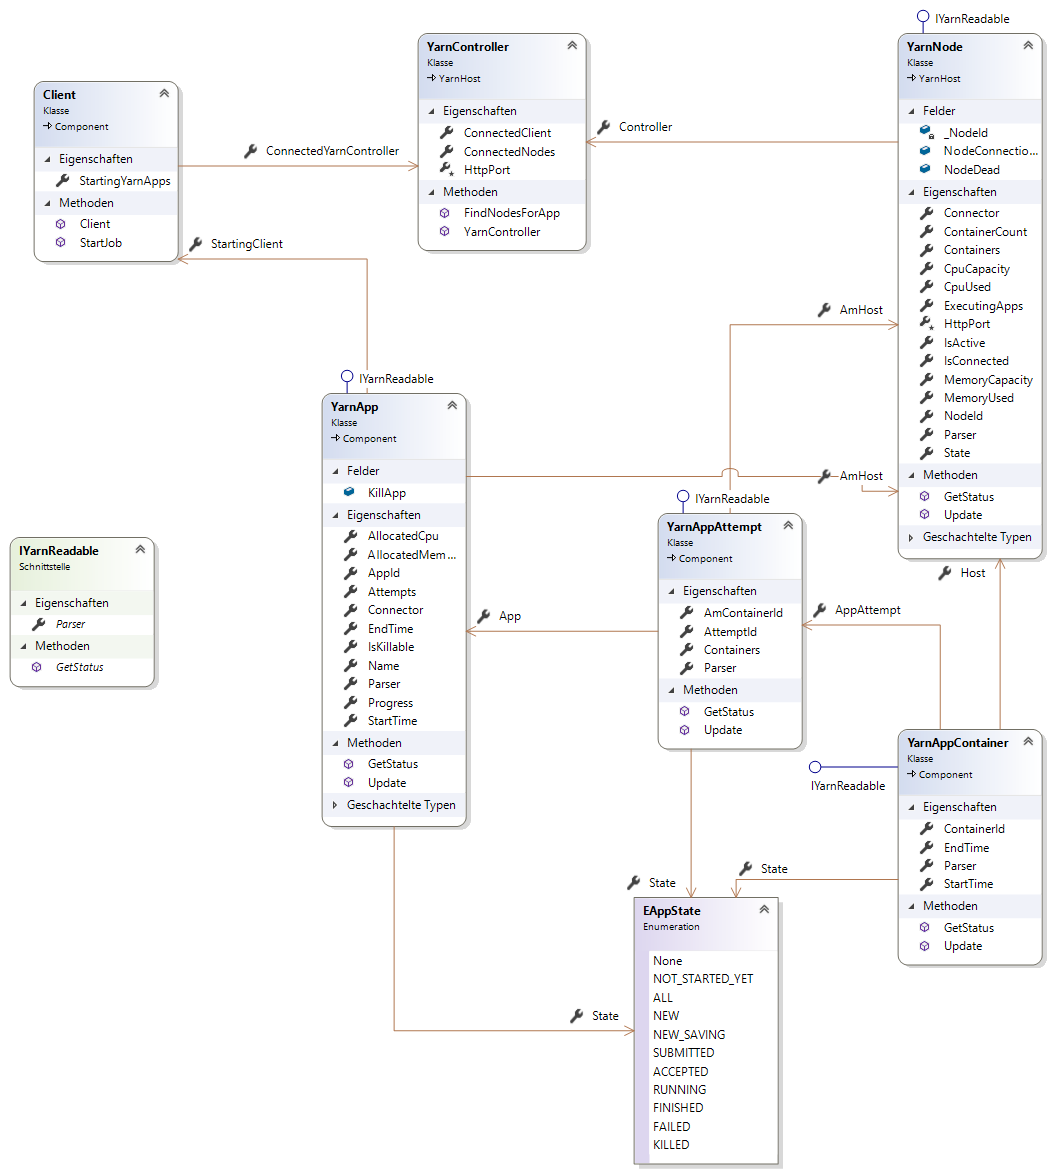 IYarnReadable
YarnController
Klasse
YarnHost
Eigenschaften
ConnectedClient
ConnectedNodes
HttpPort
Methoden
FindNodesForApp
YarnController
YarnNode
Klasse
YarnHost
Felder
_NodeId
NodeConnectio...
NodeDead
Eigenschaften
Connector
ContainerCount
Containers
CpuCapacity
CpuUsed
ExecutingApps
HttpPort
IsActive
IsConnected
MemoryCapacity
MemoryUsed
NodeId
Parser
State
Methoden
GetStatus
Update
Geschachtelte Typen
Client
Klasse
Component
Eigenschaften
StartingYarnApps
Methoden
Client
StartJob
ConnectedYarnController
Controller
StartingClient
AmHost
IYarnReadable
YarnApp
Klasse
Component
Felder
KillApp
Eigenschaften
AllocatedCpu
AllocatedMem...
AppId
Attempts
Connector
EndTime
IsKillable
Name
Parser
Progress
StartTime
Methoden
GetStatus
Update
Geschachtelte Typen
AmHost
IYarnReadable
YarnAppAttempt
Klasse
Component
Eigenschaften
AmContainerId
AttemptId
Containers
Parser
Methoden
GetStatus
Update
IYarnReadable
Schnittstelle
Eigenschaften
Parser
Methoden
GetStatus
App
AppAttempt
Host
YarnAppContainer
Klasse
Component
Eigenschaften
ContainerId
EndTime
Parser
StartTime
Methoden
GetStatus
Update
IYarnReadable
State
State
State
EAppState
Enumeration
None
NOT_STARTED_YET
ALL
NEW
NEW_SAVING
SUBMITTED
ACCEPTED
RUNNING
FINISHED
FAILED
KILLED